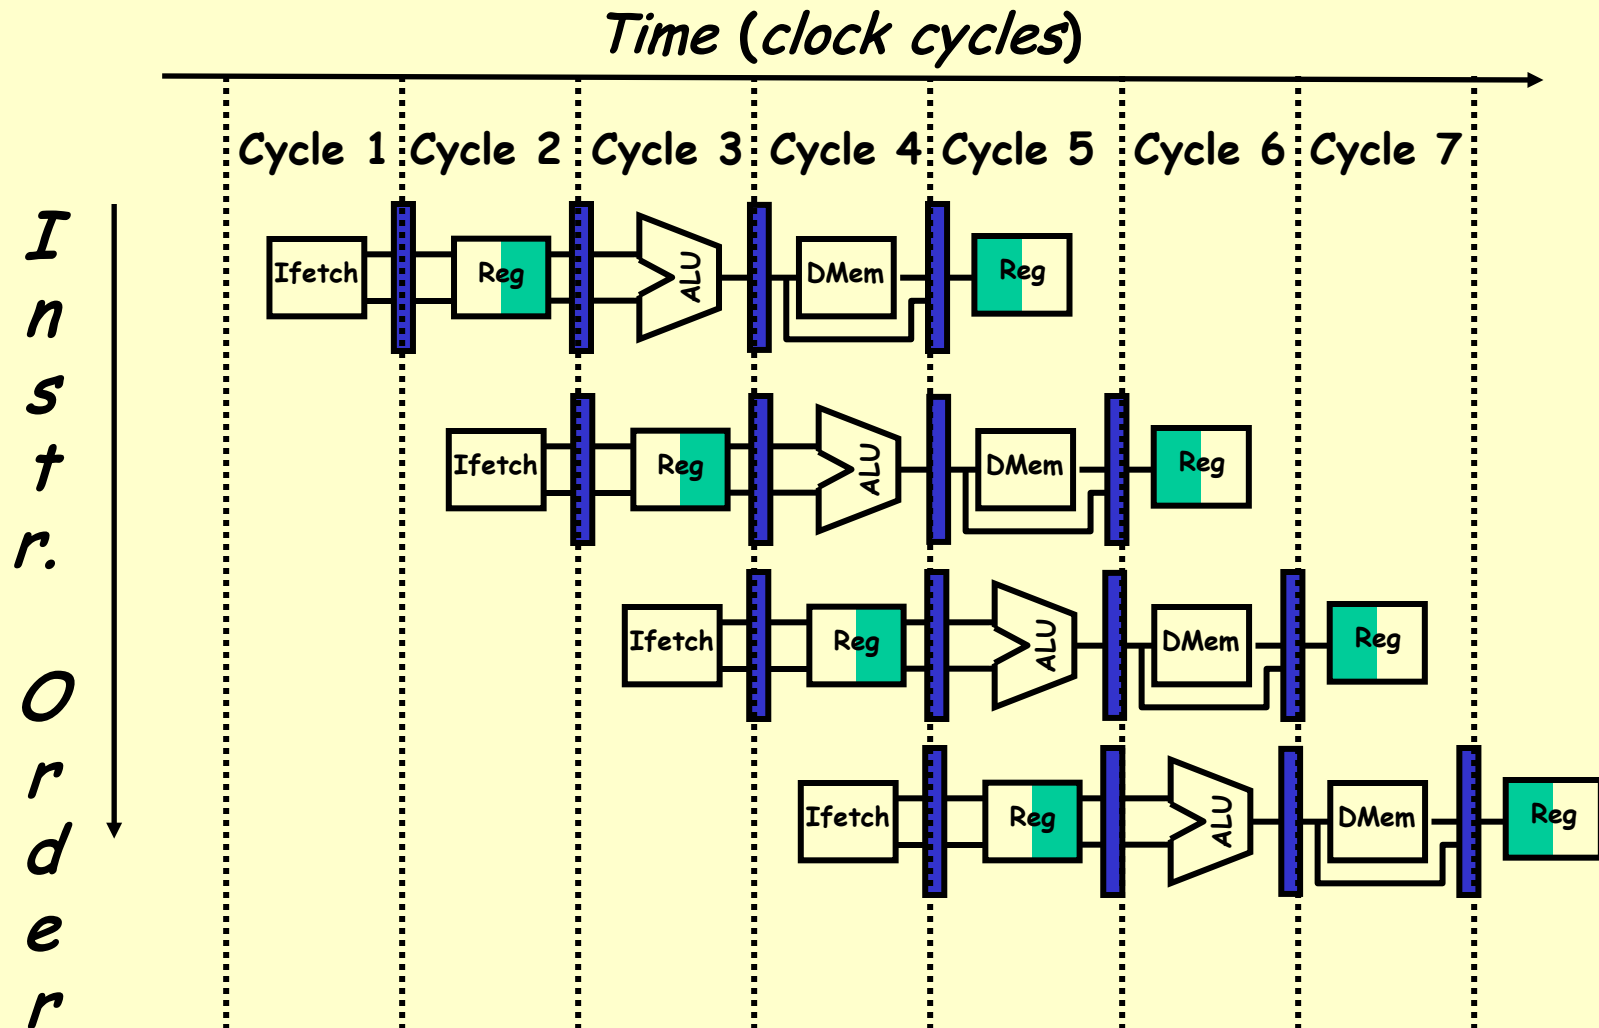 Time (clock cycles)
Cycle 1 Cycle 2 Cycle 3 Cycle 4 Cycle 5 Cycle 6 Cycle 7
Instr. Order
Ifetch Reg ALU DMem Reg
Ifetch Reg ALU DMem Reg
Ifetch Reg ALU DMem Reg
Ifetch Reg ALU DMem Reg